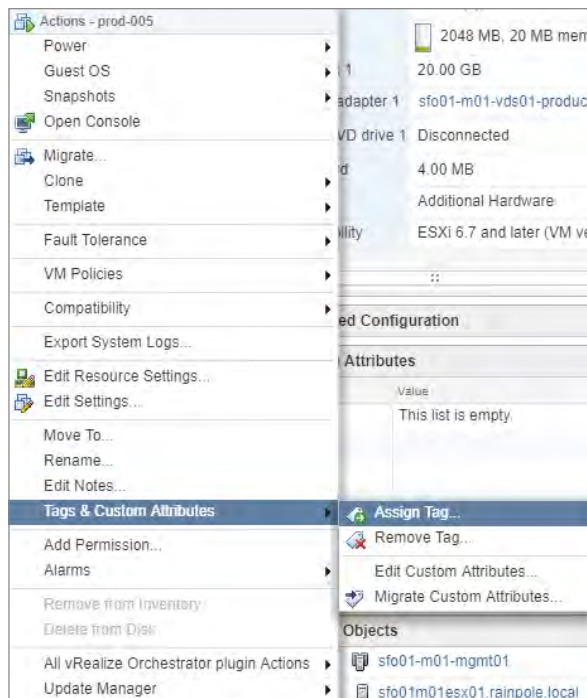 Actions - prod-005
Power
Guest OS
Snapshots
Open Console
Migrate...
Clone
Template
Fault Tolerance
VM Policies
Compatibility
Export System Logs...
Edit Resource Settings...
Edit Settings...
Move To...
Rename...
Edit Notes...
Tags & Custom Attributes
Add Permission...
Alarms
Remove from Inventory
Delete from Disk
All vRealize Orchestrator plugin Actions
Update Manager
2048 MB, 20 MB mem
1 20.00 GB
adapter 1 sfo01-m01-vds01-produc
VD drive 1 Disconnected
4.00 MB
Additional Hardware
ility ESXi 6.7 and later (VM ve
ed Configuration
Attributes
Value
This list is empty.
Assign Tag...
Remove Tag...
Edit Custom Attributes...
Migrate Custom Attributes...
Objects
sfo01-m01-mgmt01
sfo01m01esx01.rainpole.local